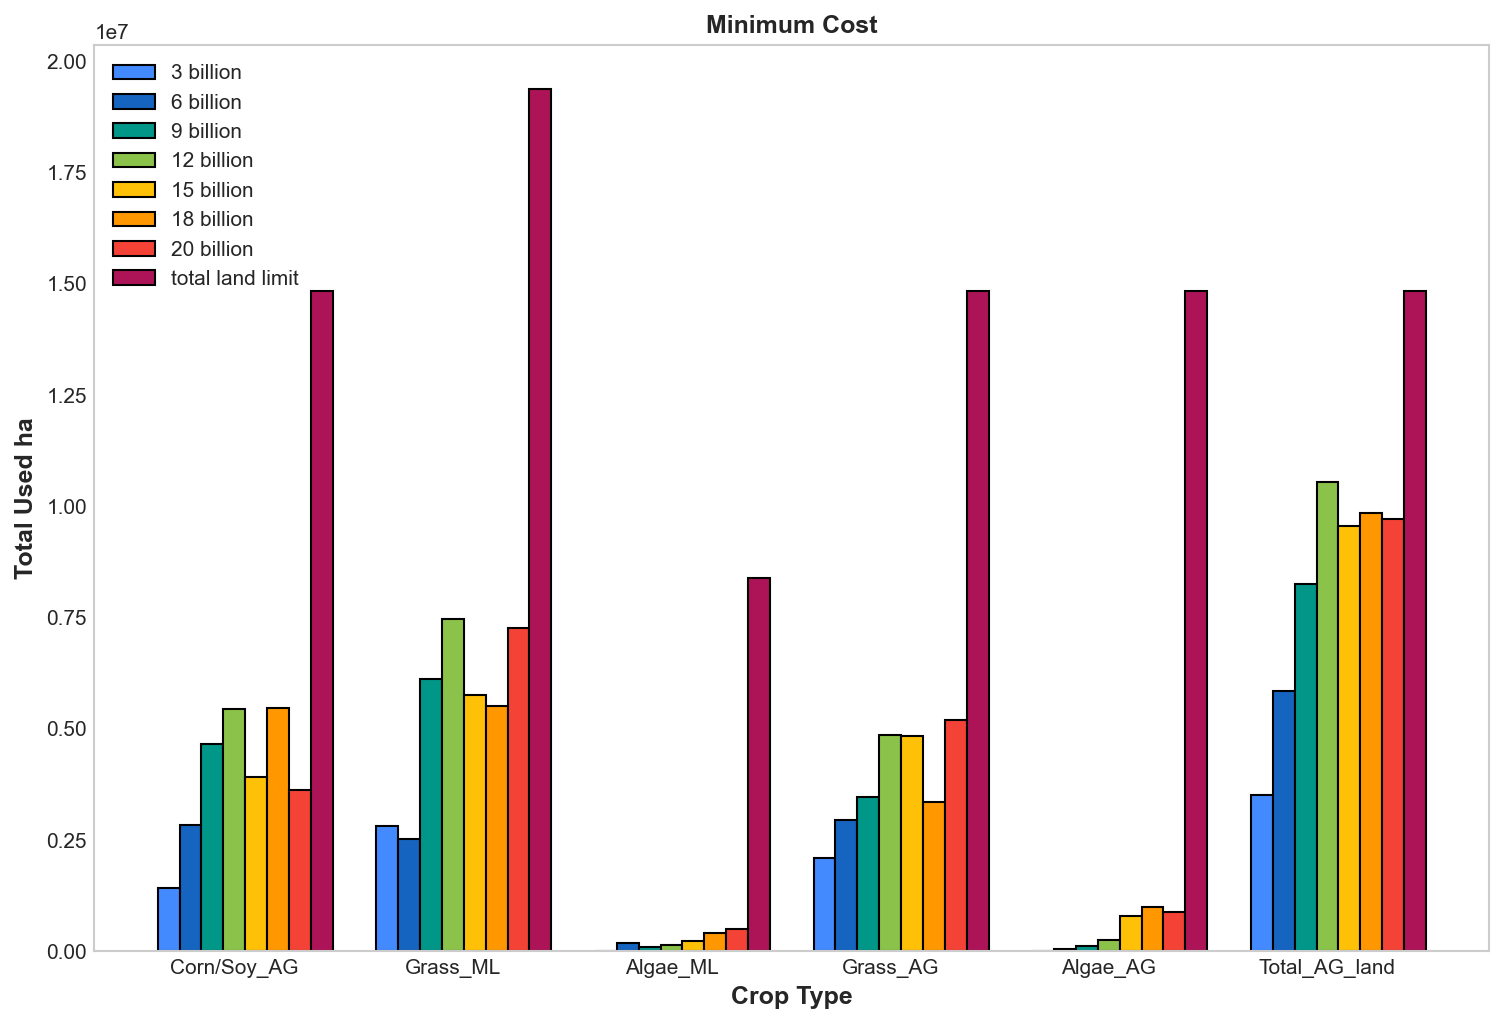 Minimum Cost
1e7
2.00
1.75
1.50
1.25
1.00
0.75
0.50
0.25
0.00
Total Used ha
3 billion
6 billion
9 billion
12 billion
15 billion
18 billion
20 billion
total land limit
Corn/Soy_AG
Grass_ML
Algae_ML
Grass_AG
Algae_AG
Total_AG_land
Crop Type